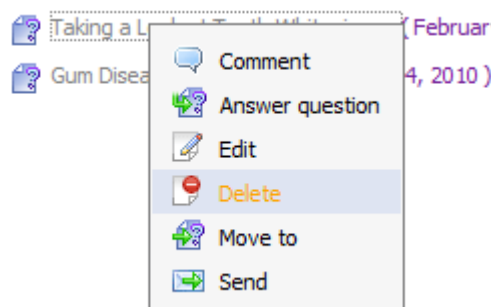 Taking a L ( Februar
Gum Disea 4, 2010 )
Comment
Answer question
Edit
Delete
Move to
Send